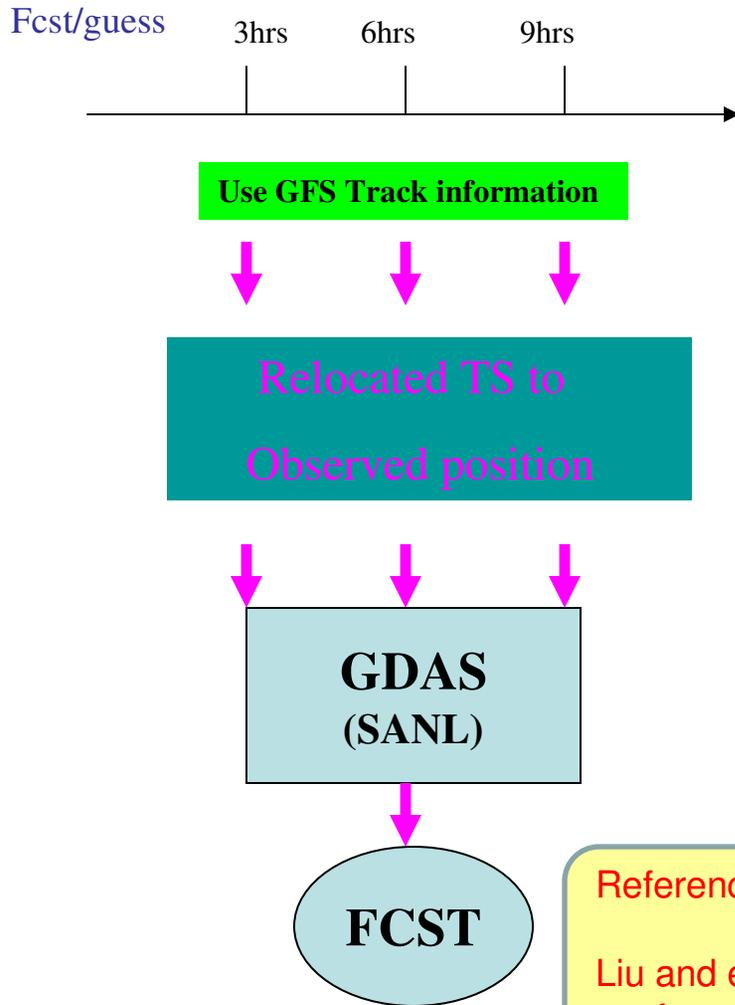 Fcst/guess
3hrs 6hrs 9hrs
Use GFS Track information
Relocated TS to
Observed position
GDAS
(SANL)
FCST
Liu and